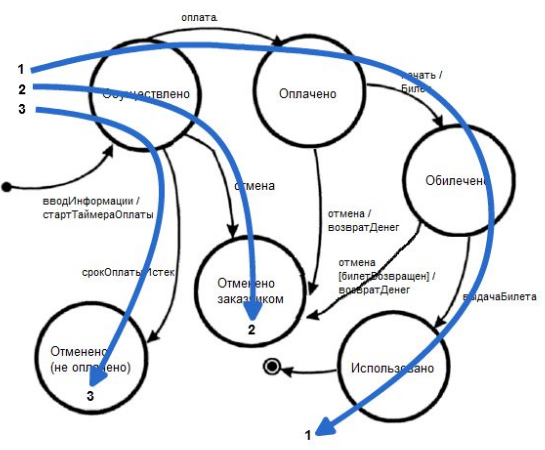 оплата
1
2
3
Осуществлено
Оплачено
печать /
Билет
Обилечено
вводИнформации /
стартТаймераОплаты
отмена
отмена /
возвратДенег
отмена
[билетВозвращен] /
возвратДенег
срокОплатыИстек
Отменено
заказчиком
2
выдачаБилета
Отменено
(не оплачено)
3
Использовано
1